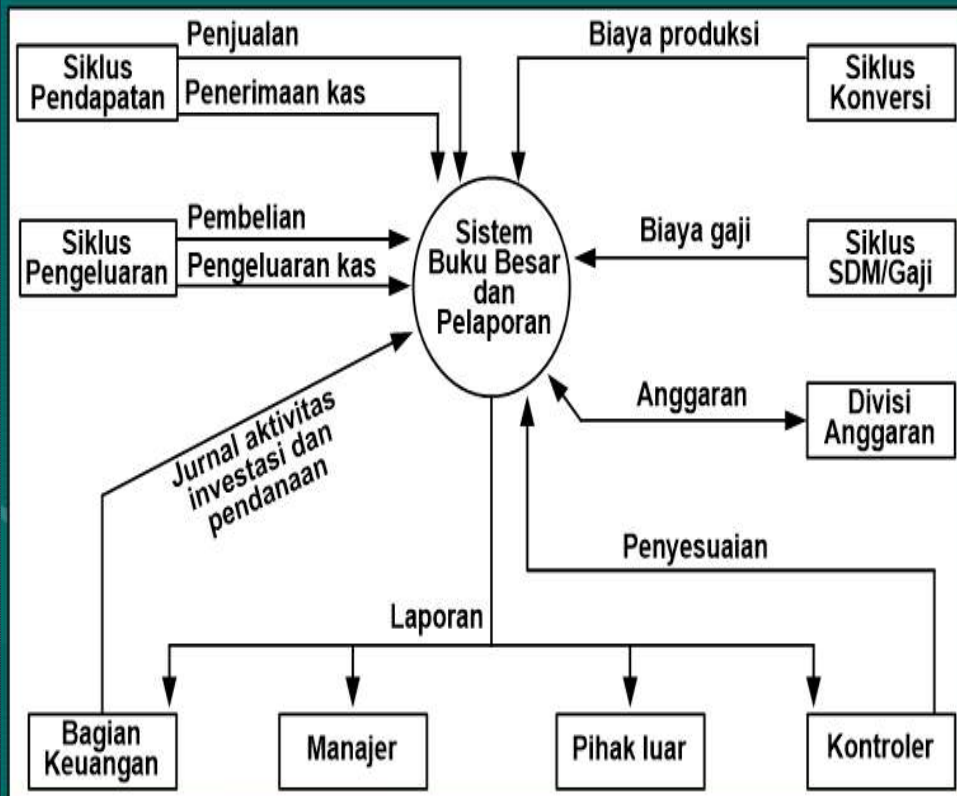 Penjualan
Siklus
Pendapatan
Penerimaan kas
Biaya produksi
Siklus
Konversi
Siklus
Pengeluaran
Pembelian
Pengeluaran kas
Sistem
Buku Besar
dan
Pelaporan
Biaya gaji
Siklus
SDM/Gaji
Anggaran
Divisi
Anggaran
Jurnal aktivitas
investasi dan
pendanaan
Penyesuaian
Laporan
Bagian
Keuangan
Manajer
Pihak luar
Kontroler